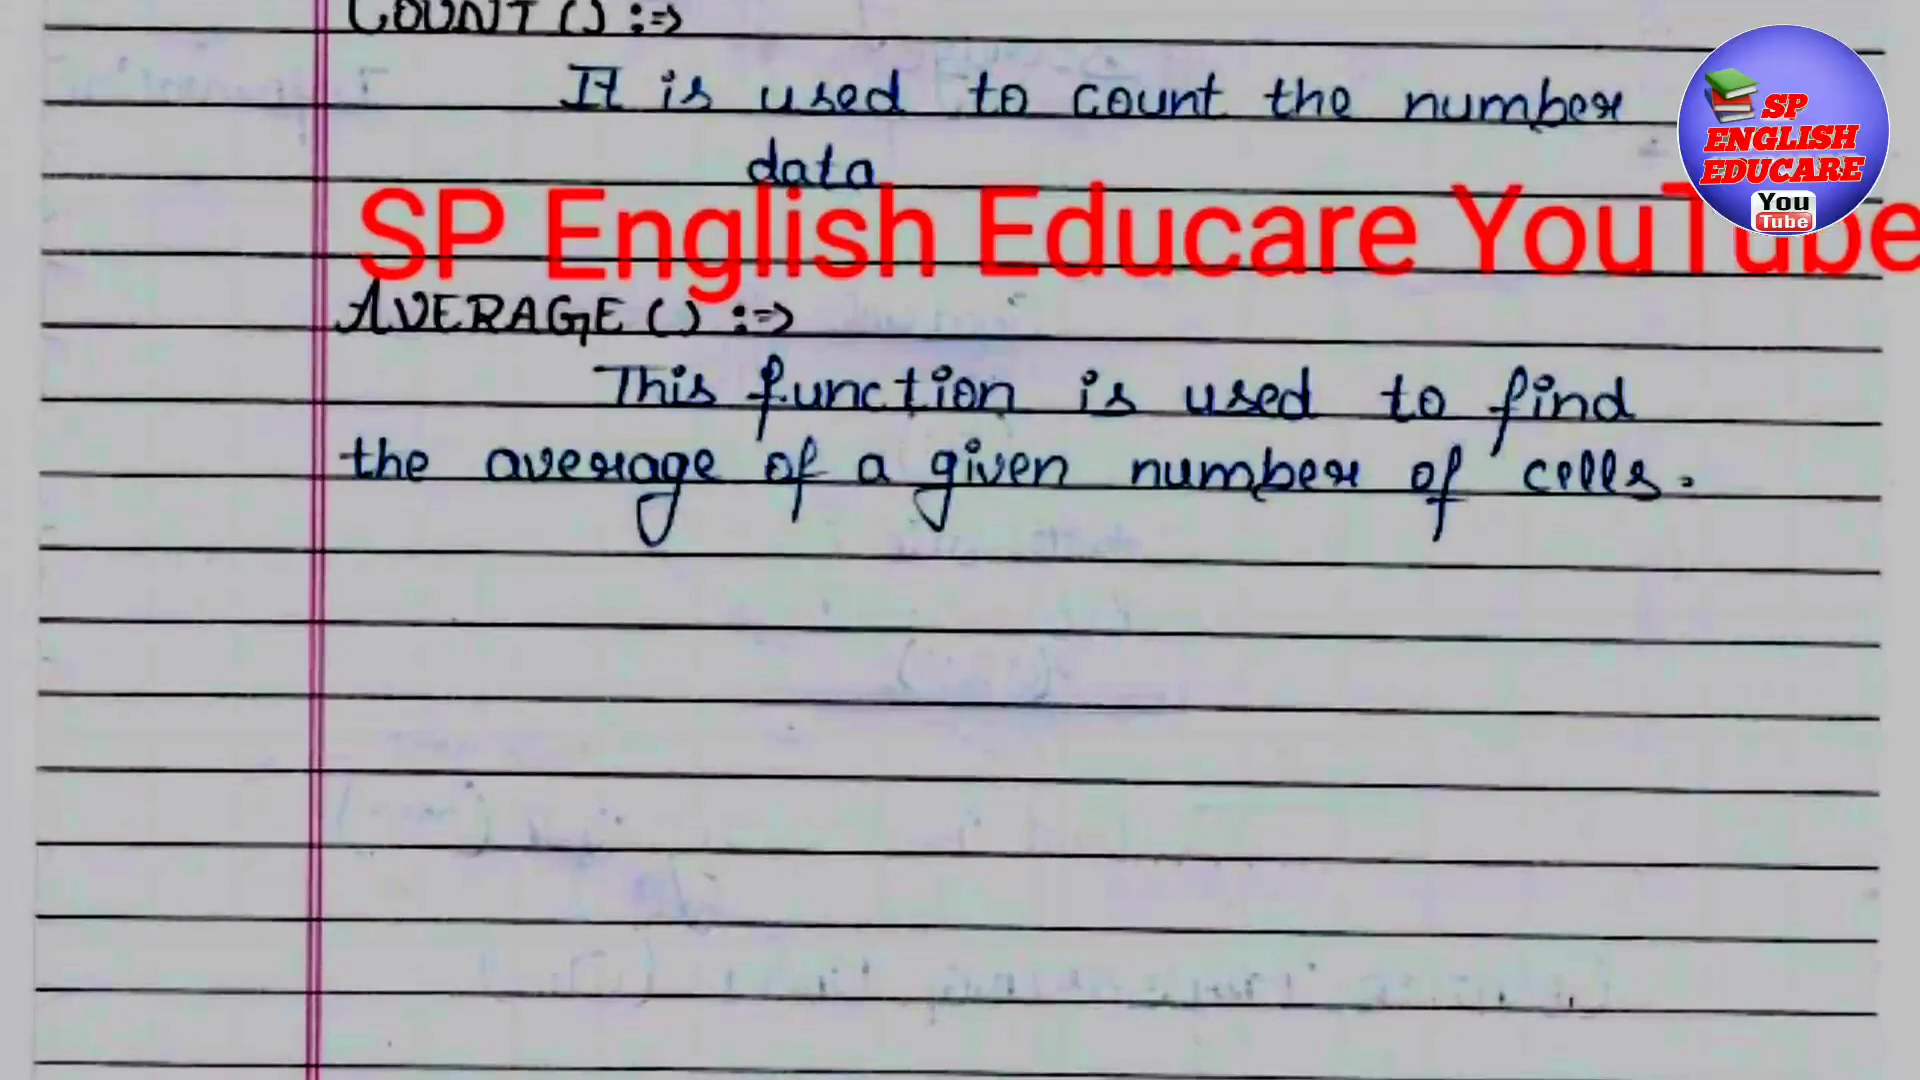 COUNT () :⇒
It is used to count the number
data
SP English Educare YouTube
AVERAGE () :⇒
This function is used to find
the average of a given number of cells.
SP
ENGLISH
EDUCARE
You
Tube